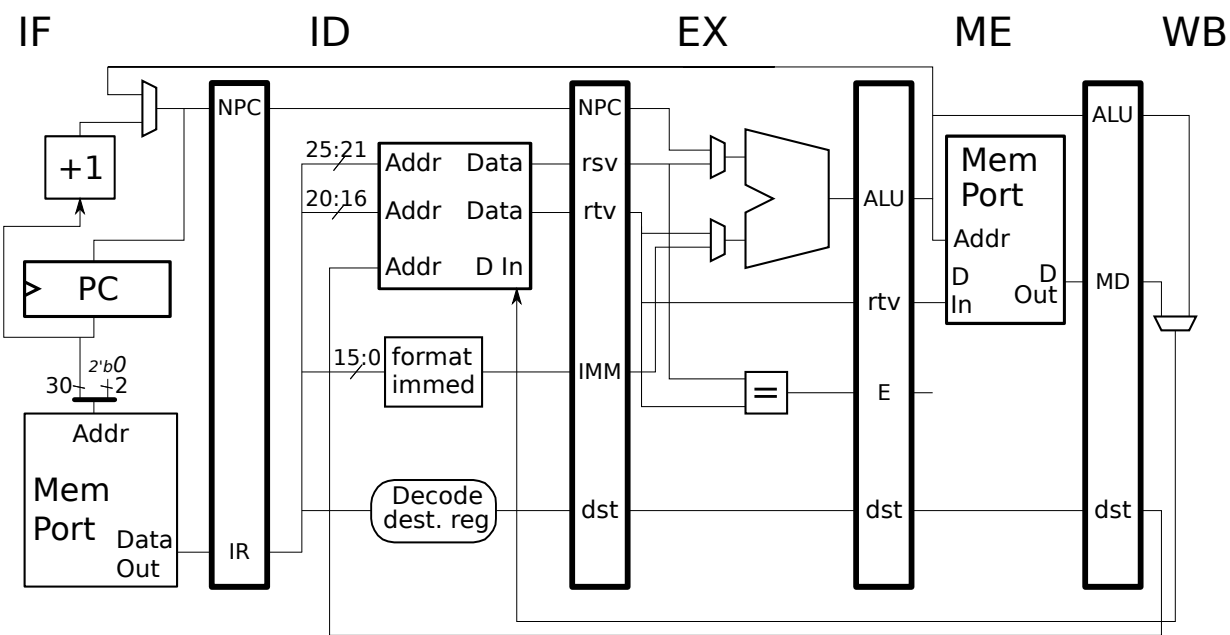 IF ID EX ME WB
NPC NPC ALU
+1
25:21 Addr Data rsv
20:16 Addr Data rtv
Addr D In
Mem
Port
ALU
Addr
D
In
D
Out
MD
PC
rtv
2'b0
30 2
15:0 format
immed
IMM
=
E
Addr
Mem
Port
Data
Out
IR
Decode
dest. reg
dst dst dst